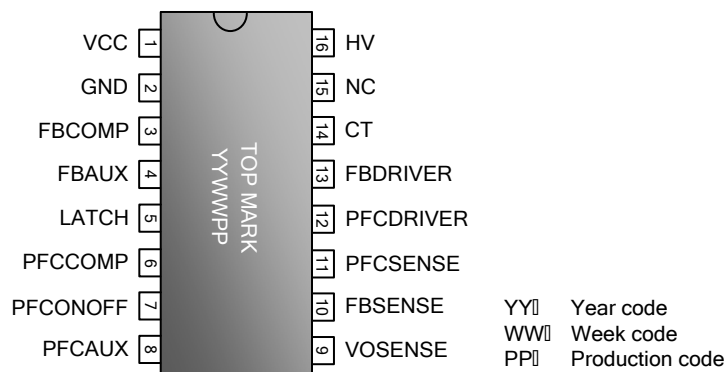 VCC 1
GND 2
FBCOMP 3
FBAUX 4
LATCH 5
PFCCOMP 6
PFCONOFF 7
PFCAUX 8
TOP MARK
YYWWPP
16 HV
15 NC
14 CT
13 FBDRIVER
12 PFCDRIVER
11 PFCSENSE
10 FBSENSE
9 VOSENSE
YY Year code
WW Week code
PP Production code